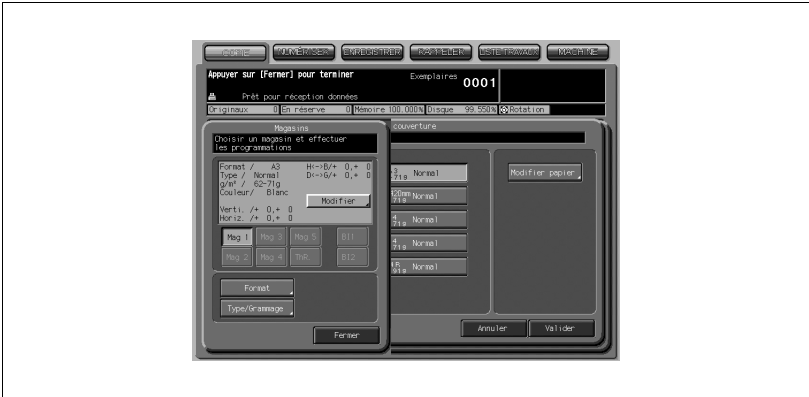 COPIE NUMÉRISER ENREGISTRER RAPPELER LISTE TRAVAUX MACHINE
Appuyer sur [Fermer] pour terminer
Exemplaires 0001
Prêt pour réception données
Originaux 0 En réserve 0 Mémoire 100.000% Disque 99.550% Rotation
Magasins
Choisir un magasin et effectuer
les programmations
Format / A3 H<->B/+ 0,+ 0
Type / Normal D<->G/+ 0,+ 0
g/m² / 62-71g
Couleur/ Blanc
Modifier
Verti. /+ 0,+ 0
Horiz. /+ 0,+ 0
Mag 1 Mag 3 Mag 5 BI1
Mag 2 Mag 4 ThR. BI2
Format
Type/Grammage
Fermer
couverture
Normal
Normal
Normal
Normal
Normal
Modifier papier
Annuler Valider